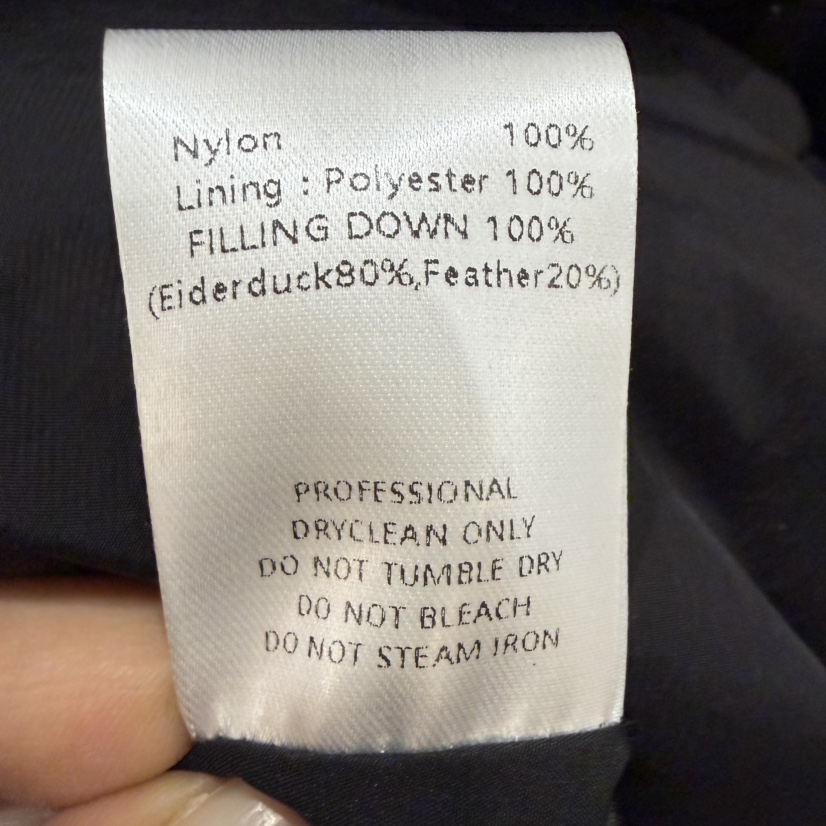 Nylon 100%
Lining : Polyester 100%
FILLING DOWN 100%
(Eiderduck80%,Feather20%)
PROFESSIONAL
DRYCLEAN ONLY
DO NOT TUMBLE DRY
DO NOT BLEACH
DO NOT STEAM IRON